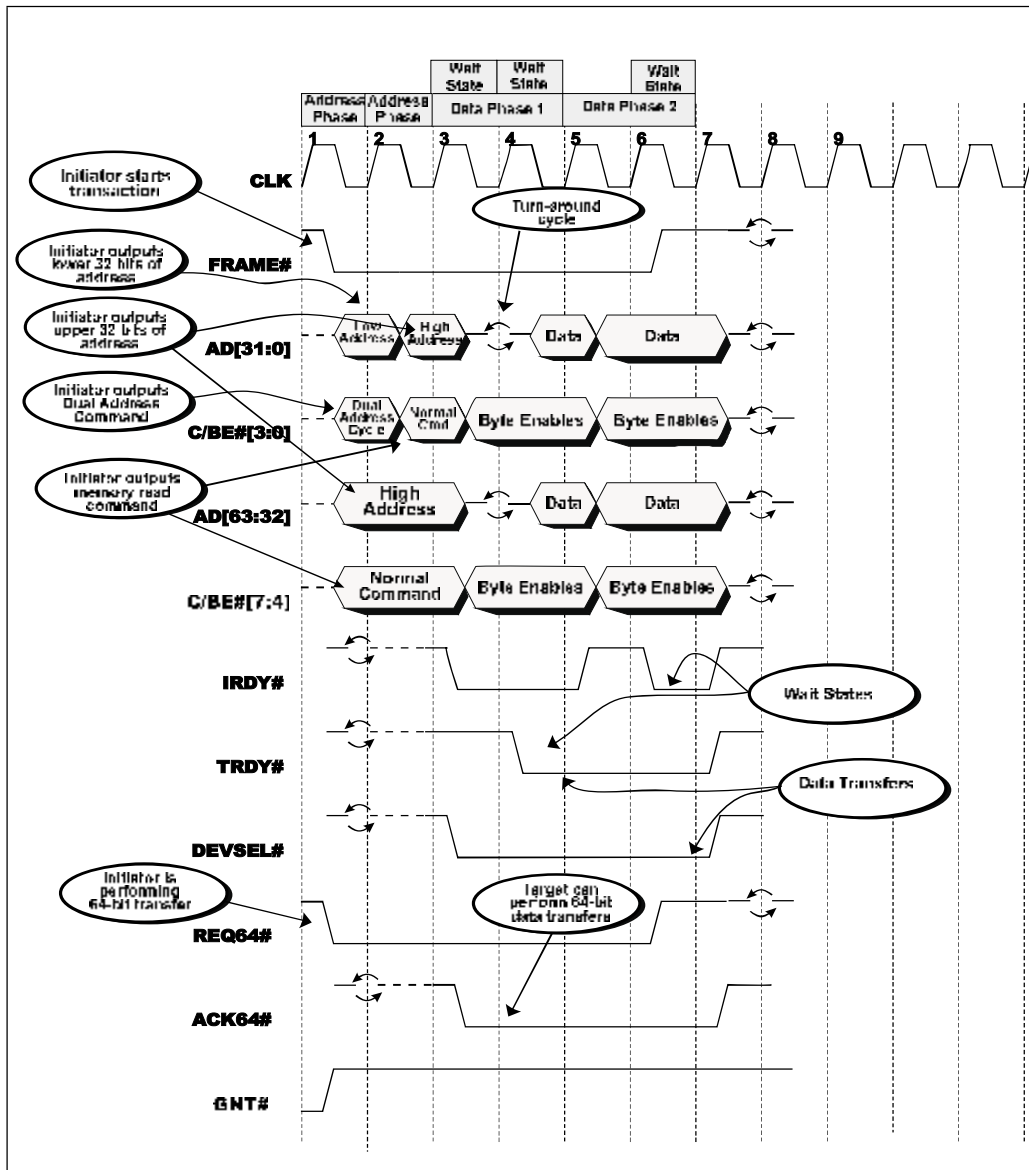 Wait State
Wait State
Wait State
Address Phase
Address Phase
Data Phase 1
Data Phase 2
1 2 3 4 5 6 7 8 9
CLK
Initiator starts
transaction
Turn-around
cycle
FRAME#
Initiator outputs
lower 32 bits of
address
Initiator outputs
upper 32 bits of
address
AD[31:0]
Low
Address
High
Address
Data
Data
Initiator outputs
Dual Address
Command
C/BE#[3:0]
Dual
Address
Cycle
Normal
Cmd
Byte Enables
Byte Enables
Initiator outputs
memory read
command
AD[63:32]
High
Address
Data
Data
C/BE#[7:4]
Normal
Command
Byte Enables
Byte Enables
IRDY#
Wait States
TRDY#
Data Transfers
DEVSEL#
Initiator is
performing
64-bit transfer
Target can
perform 64-bit
data transfers
REQ64#
ACK64#
GNT#